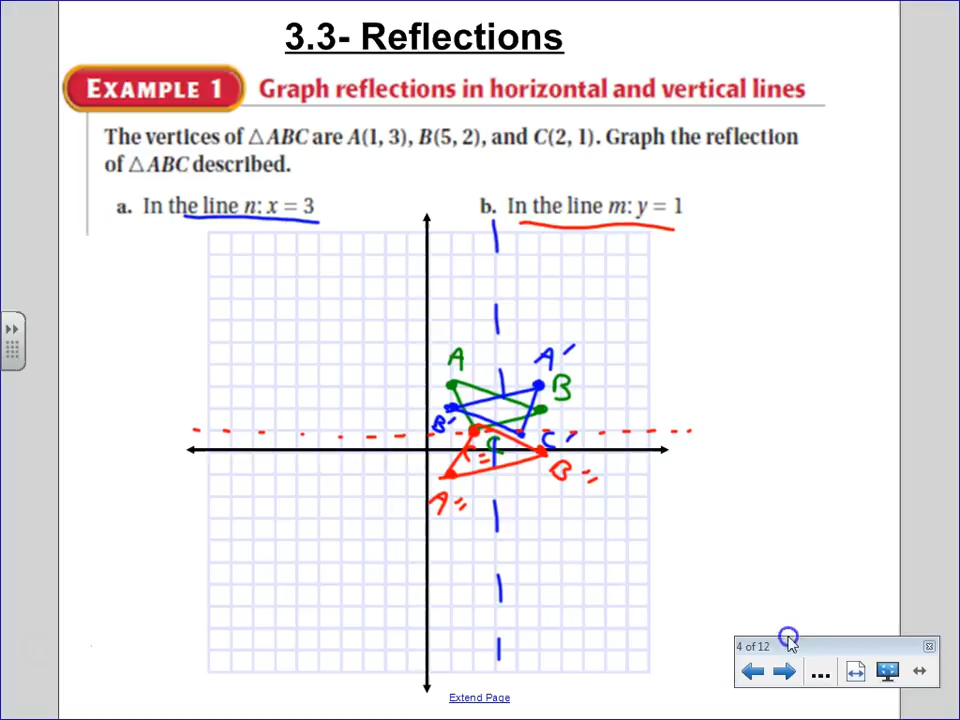 3.3- Reflections
EXAMPLE 1 Graph reflections in horizontal and vertical lines
The vertices of △ABC are A(1, 3), B(5, 2), and C(2, 1). Graph the reflection
of △ABC described.
a. In the line n: x = 3 b. In the line m: y = 1
A A′
B
B′
C C′
B″
A″
4 of 12
Extend Page